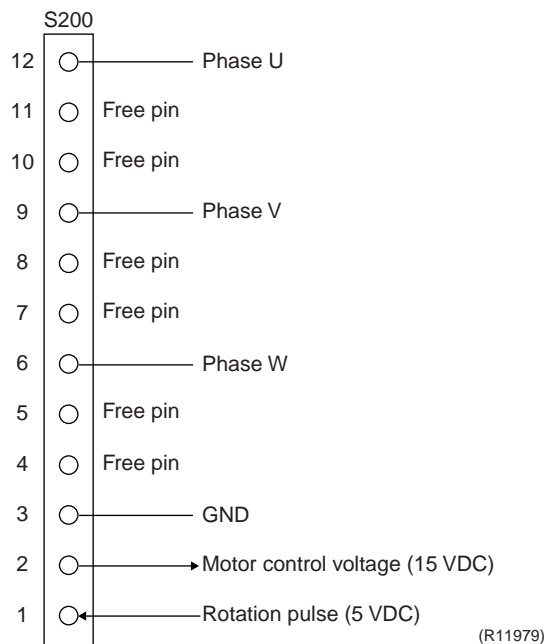 S200
12 Phase U
11 Free pin
10 Free pin
9 Phase V
8 Free pin
7 Free pin
6 Phase W
5 Free pin
4 Free pin
3 GND
2 Motor control voltage (15 VDC)
1 Rotation pulse (5 VDC)
(R11979)